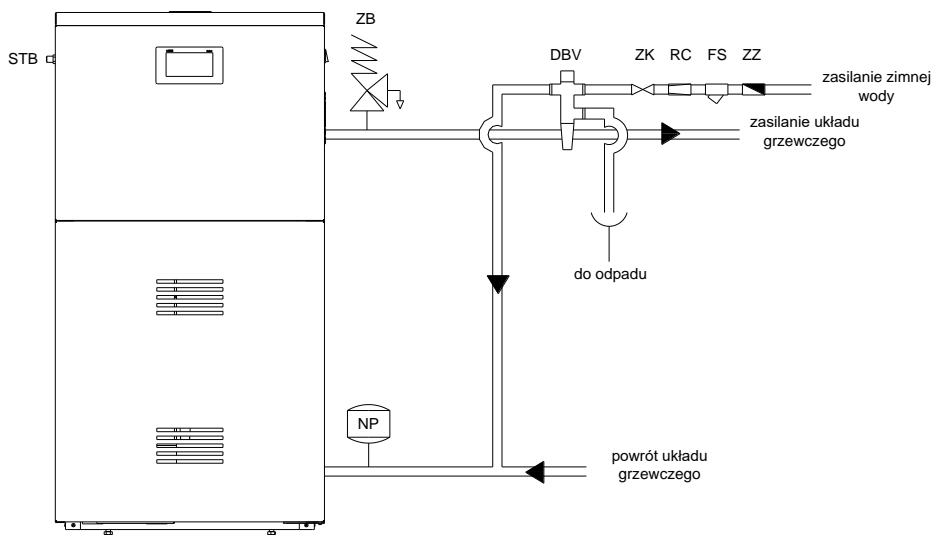 ZB
STB
DBV
ZK
RC
FS
ZZ
zasilanie zimnej
wody
zasilanie układu
grzewczego
do odpadu
NP
powrót układu
grzewczego